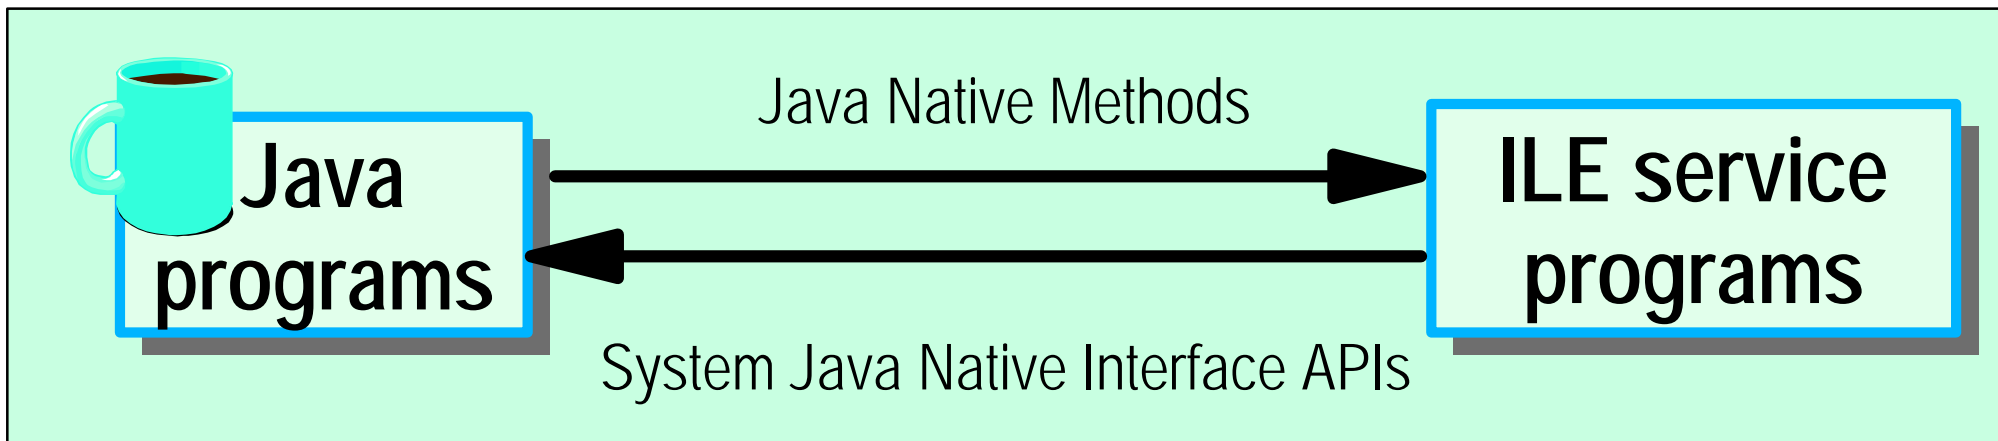 Java
programs
Java Native Methods
System Java Native Interface APIs
ILE service
programs